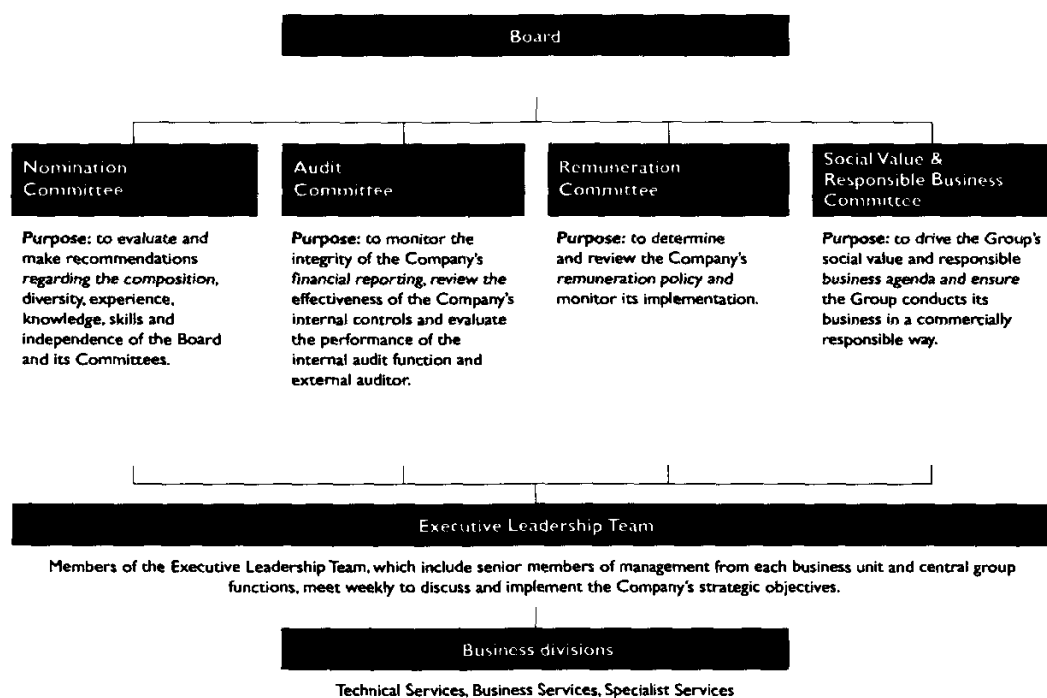 Board
Nomination
Committee
Purpose: to evaluate and
make recommendations
regarding the composition,
diversity, experience,
knowledge, skills and
independence of the Board
and its Committees.
Audit
Committee
Purpose: to monitor the
integrity of the Company's
financial reporting, review the
effectiveness of the Company's
internal controls and evaluate
the performance of the
internal audit function and
external auditor.
Remuneration
Committee
Purpose: to determine
and review the Company's
remuneration policy and
monitor its implementation.
Social Value &
Responsible Business
Committee
Purpose: to drive the Group's
social value and responsible
business agenda and ensure
the Group conducts its
business in a commercially
responsible way.
Executive Leadership Team
Members of the Executive Leadership Team, which include senior members of management from each business unit and central group
functions, meet weekly to discuss and implement the Company's strategic objectives.
Business divisions
Technical Services, Business Services, Specialist Services